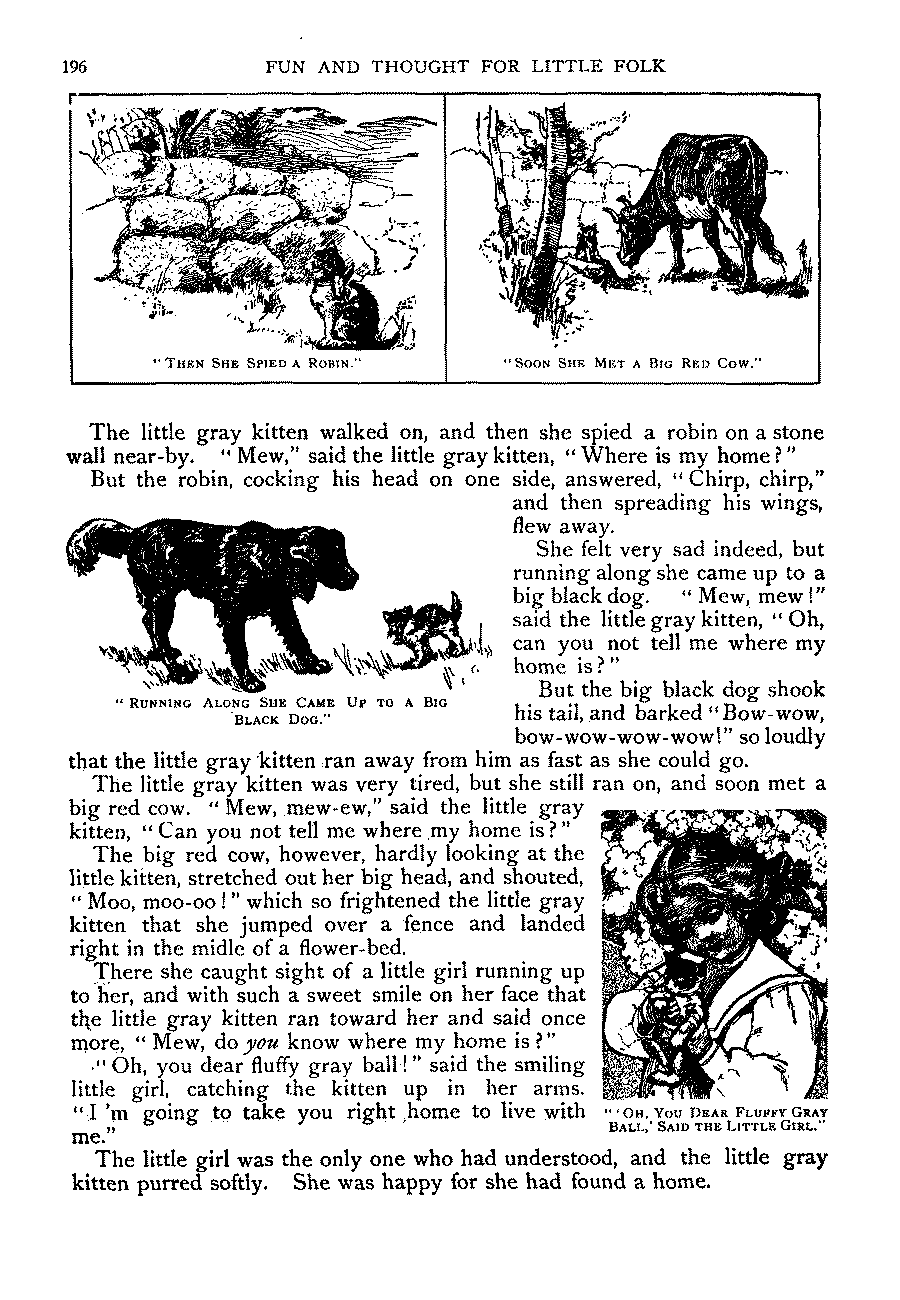 196
FUN AND THOUGHT FOR LITTLE FOLK
"THEN SHE SPIED A ROBIN."
"SOON SHE MET A BIG RED COW."
The little gray kitten walked on, and then she spied a robin on a stone
wall near-by. "Mew," said the little gray kitten, "Where is my home?"
But the robin, cocking his head on one side, answered, "Chirp, chirp,"
and then spreading his wings,
flew away.
She felt very sad indeed, but
running along she came up to a
big black dog. "Mew, mew!"
said the little gray kitten, "Oh,
can you not tell me where my
home is?"
But the big black dog shook
his tail, and barked "Bow-wow,
bow-wow-wow-wow!" so loudly
"RUNNING ALONG SHE CAME UP TO A BIG
BLACK DOG."
that the little gray kitten ran away from him as fast as she could go.
The little gray kitten was very tired, but she still ran on, and soon met a
big red cow. "Mew, mew-ew," said the little gray
kitten, "Can you not tell me where my home is?"
The big red cow, however, hardly looking at the
little kitten, stretched out her big head, and shouted,
"Moo, moo-oo!" which so frightened the little gray
kitten that she jumped over a fence and landed
right in the midle of a flower-bed.
There she caught sight of a little girl running up
to her, and with such a sweet smile on her face that
the little gray kitten ran toward her and said once
more, "Mew, do you know where my home is?"
"Oh, you dear fluffy gray ball!" said the smiling
little girl, catching the kitten up in her arms.
"I'm going to take you right home to live with
me."
"'OH, YOU DEAR FLUFFY GRAY
BALL,' SAID THE LITTLE GIRL."
The little girl was the only one who had understood, and the little gray
kitten purred softly. She was happy for she had found a home.